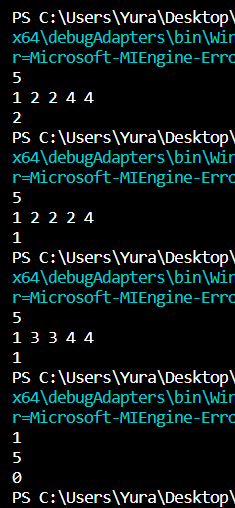 PS C:\Users\Yura\Desktop\
x64\debugAdapters\bin\Win
r=Microsoft-MIEngine-Erro
5
1 2 2 4 4
2
PS C:\Users\Yura\Desktop\
x64\debugAdapters\bin\Win
r=Microsoft-MIEngine-Erro
5
1 2 2 2 4
1
PS C:\Users\Yura\Desktop\
x64\debugAdapters\bin\Win
r=Microsoft-MIEngine-Erro
5
1 3 3 4 4
1
PS C:\Users\Yura\Desktop\
x64\debugAdapters\bin\Win
r=Microsoft-MIEngine-Erro
1
5
0
PS C:\Users\Yura\Desktop\